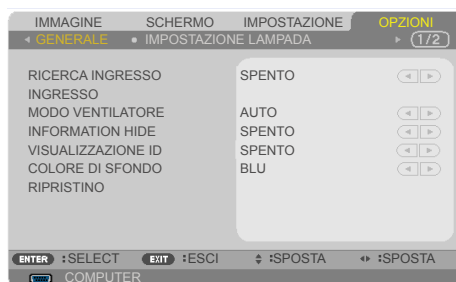 IMMAGINE SCHERMO IMPOSTAZIONE OPZIONI
GENERALE • IMPOSTAZIONE LAMPADA (1/2)
RICERCA INGRESSO SPENTO
INGRESSO
MODO VENTILATORE AUTO
INFORMATION HIDE SPENTO
VISUALIZZAZIONE ID SPENTO
COLORE DI SFONDO BLU
RIPRISTINO
ENTER :SELECT EXIT :ESCI :SPOSTA :SPOSTA
COMPUTER